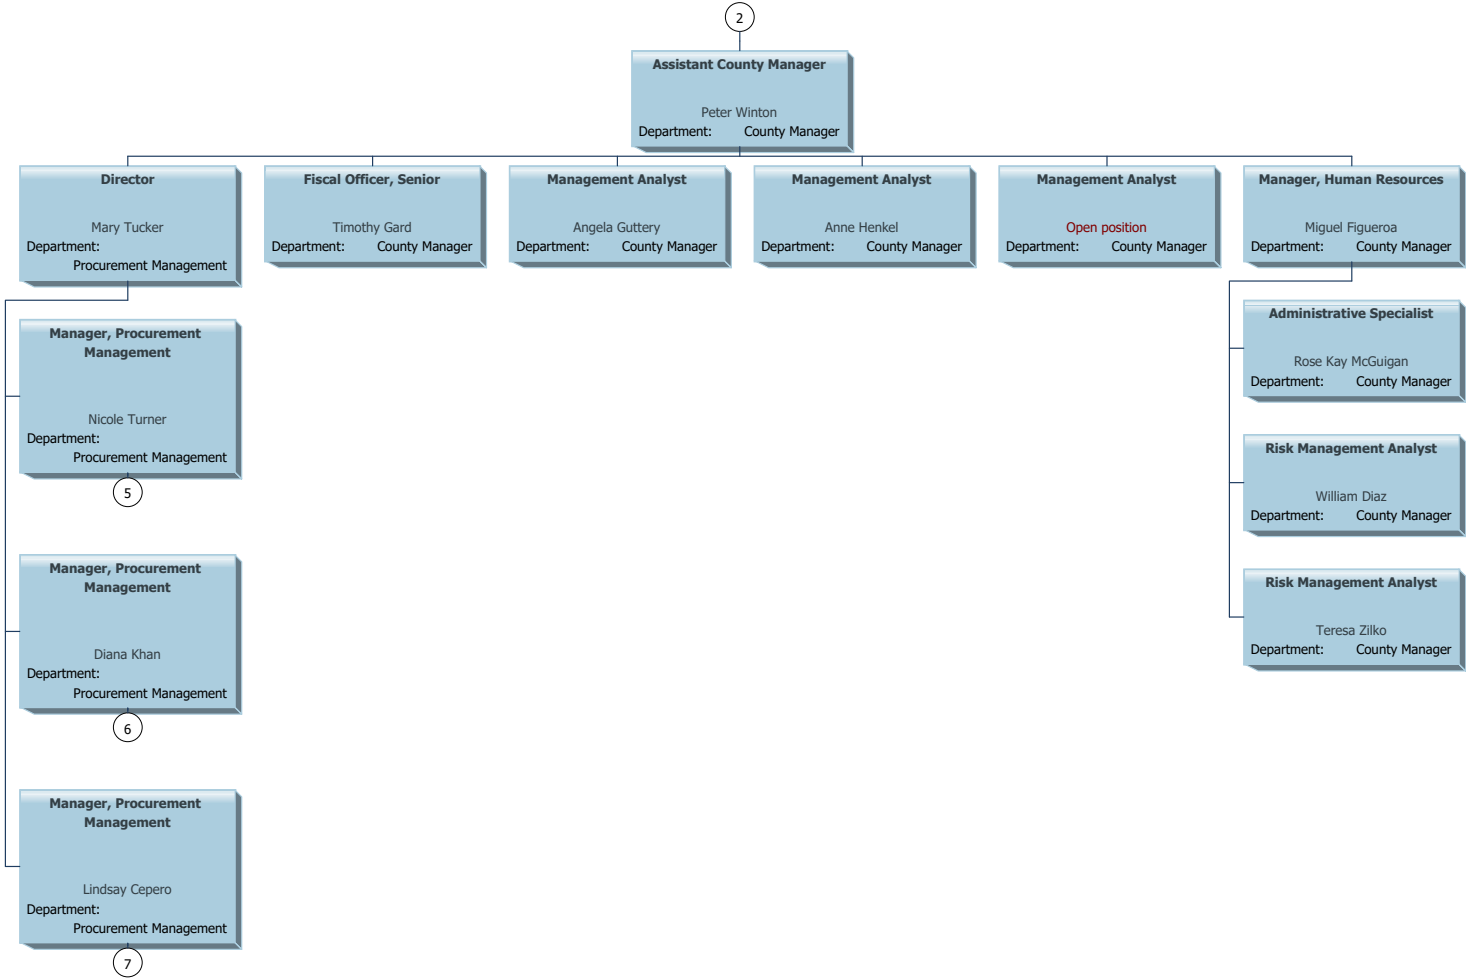 2
Assistant County Manager
Peter Winton
Department: County Manager
Director
Mary Tucker
Department:
Procurement Management
Fiscal Officer, Senior
Timothy Gard
Department: County Manager
Management Analyst
Angela Guttery
Department: County Manager
Management Analyst
Anne Henkel
Department: County Manager
Management Analyst
Open position
Department: County Manager
Manager, Human Resources
Miguel Figueroa
Department: County Manager
Manager, Procurement
Management
Nicole Turner
Department:
Procurement Management
5
Manager, Procurement
Management
Diana Khan
Department:
Procurement Management
6
Manager, Procurement
Management
Lindsay Cepero
Department:
Procurement Management
7
Administrative Specialist
Rose Kay McGuigan
Department: County Manager
Risk Management Analyst
William Diaz
Department: County Manager
Risk Management Analyst
Teresa Zilko
Department: County Manager